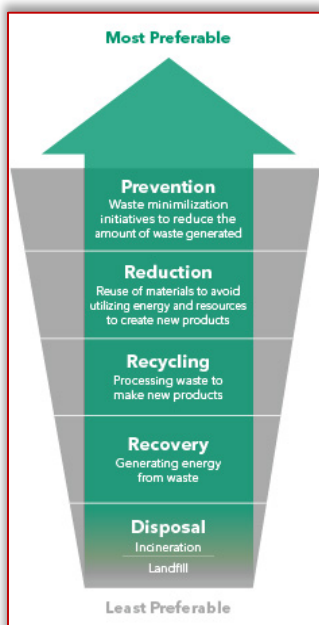 Most Preferable
Prevention
Waste minimilization
initiatives to reduce the
amount of waste generated
Reduction
Reuse of materials to avoid
utilizing energy and resources
to create new products
Recycling
Processing waste to
make new products
Recovery
Generating energy
from waste
Disposal
Incineration
Landfill
Least Preferable